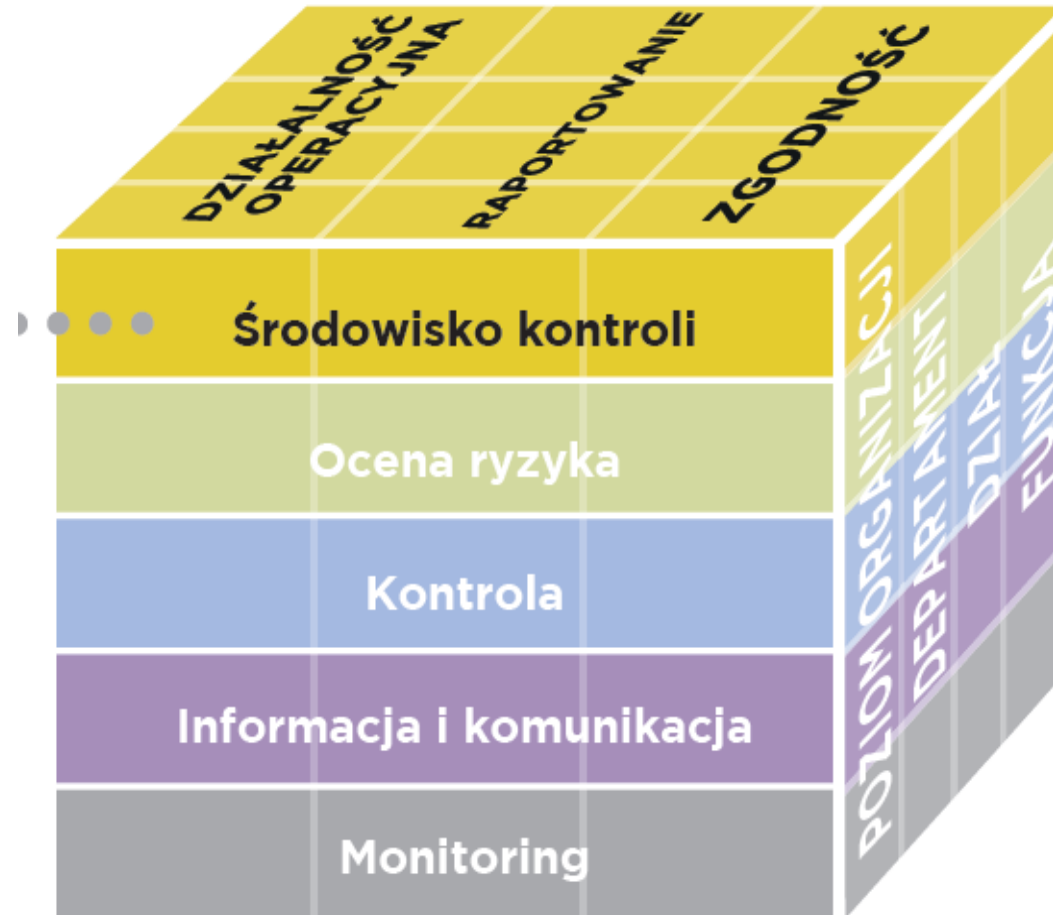 DZIAŁALNOŚĆ
OPERACYJNA
RAPORTOWANIE
ZGODNOŚĆ
Środowisko kontroli
Ocena ryzyka
Kontrola
Informacja i komunikacja
Monitoring
POZIOM ORGANIZACJI
DEPARTAMENT
DZIAŁ
FUNKCJA